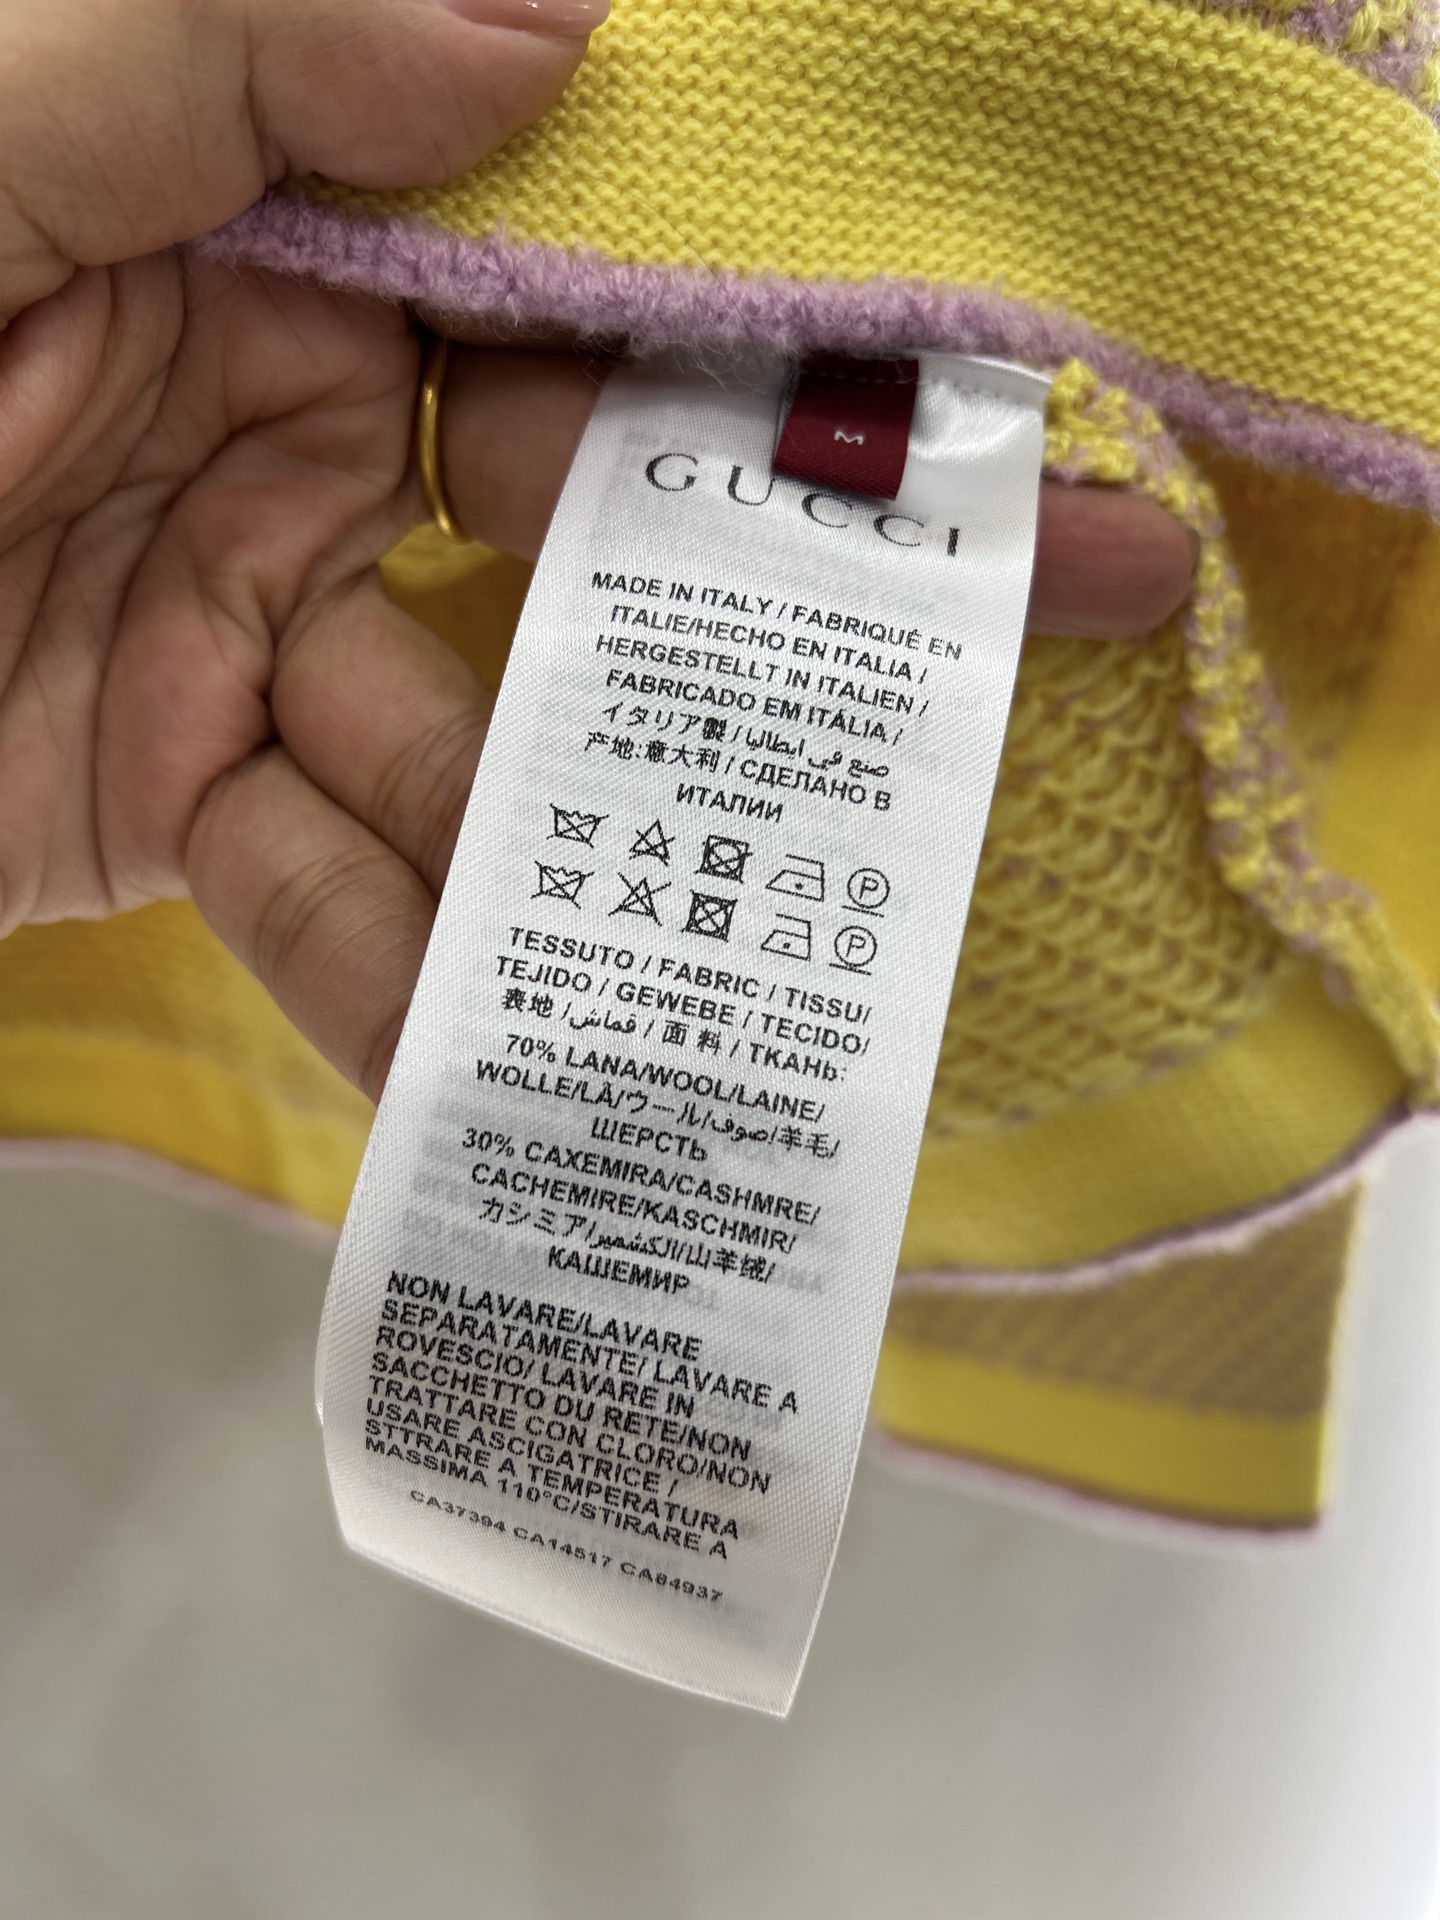 M
GUCCI
MADE IN ITALY / FABRIQUÉ EN
ITALIE/HECHO EN ITALIA /
HERGESTELLT IN ITALIEN /
FABRICADO EM ITÁLIA /
イタリア製 / صنع في ايطاليا
产地:意大利 / СДЕЛАНО В
ИТАЛИИ
P
P
TESSUTO / FABRIC / TISSU/
TEJIDO / GEWEBE / TECIDO/
表地 /قماش / 面 料 / ТКАНЬ:
70% LANA/WOOL/LAINE/
WOLLE/LÃ/ウール/صوف/羊毛/
ШЕРСТЬ
30% CAXEMIRA/CASHMRE/
CACHEMIRE/KASCHMIR/
カシミア/الكشمير/山羊绒/
КАШЕМИР
NON LAVARE/LAVARE
SEPARATAMENTE/ LAVARE A
ROVESCIO/ LAVARE IN
SACCHETTO DU RETE/NON
TRATTARE CON CLORO/NON
USARE ASCIGATRICE /
STTRARE A TEMPERATURA
MASSIMA 110°C/STIRARE A
CA37394 CA14517 CA84937